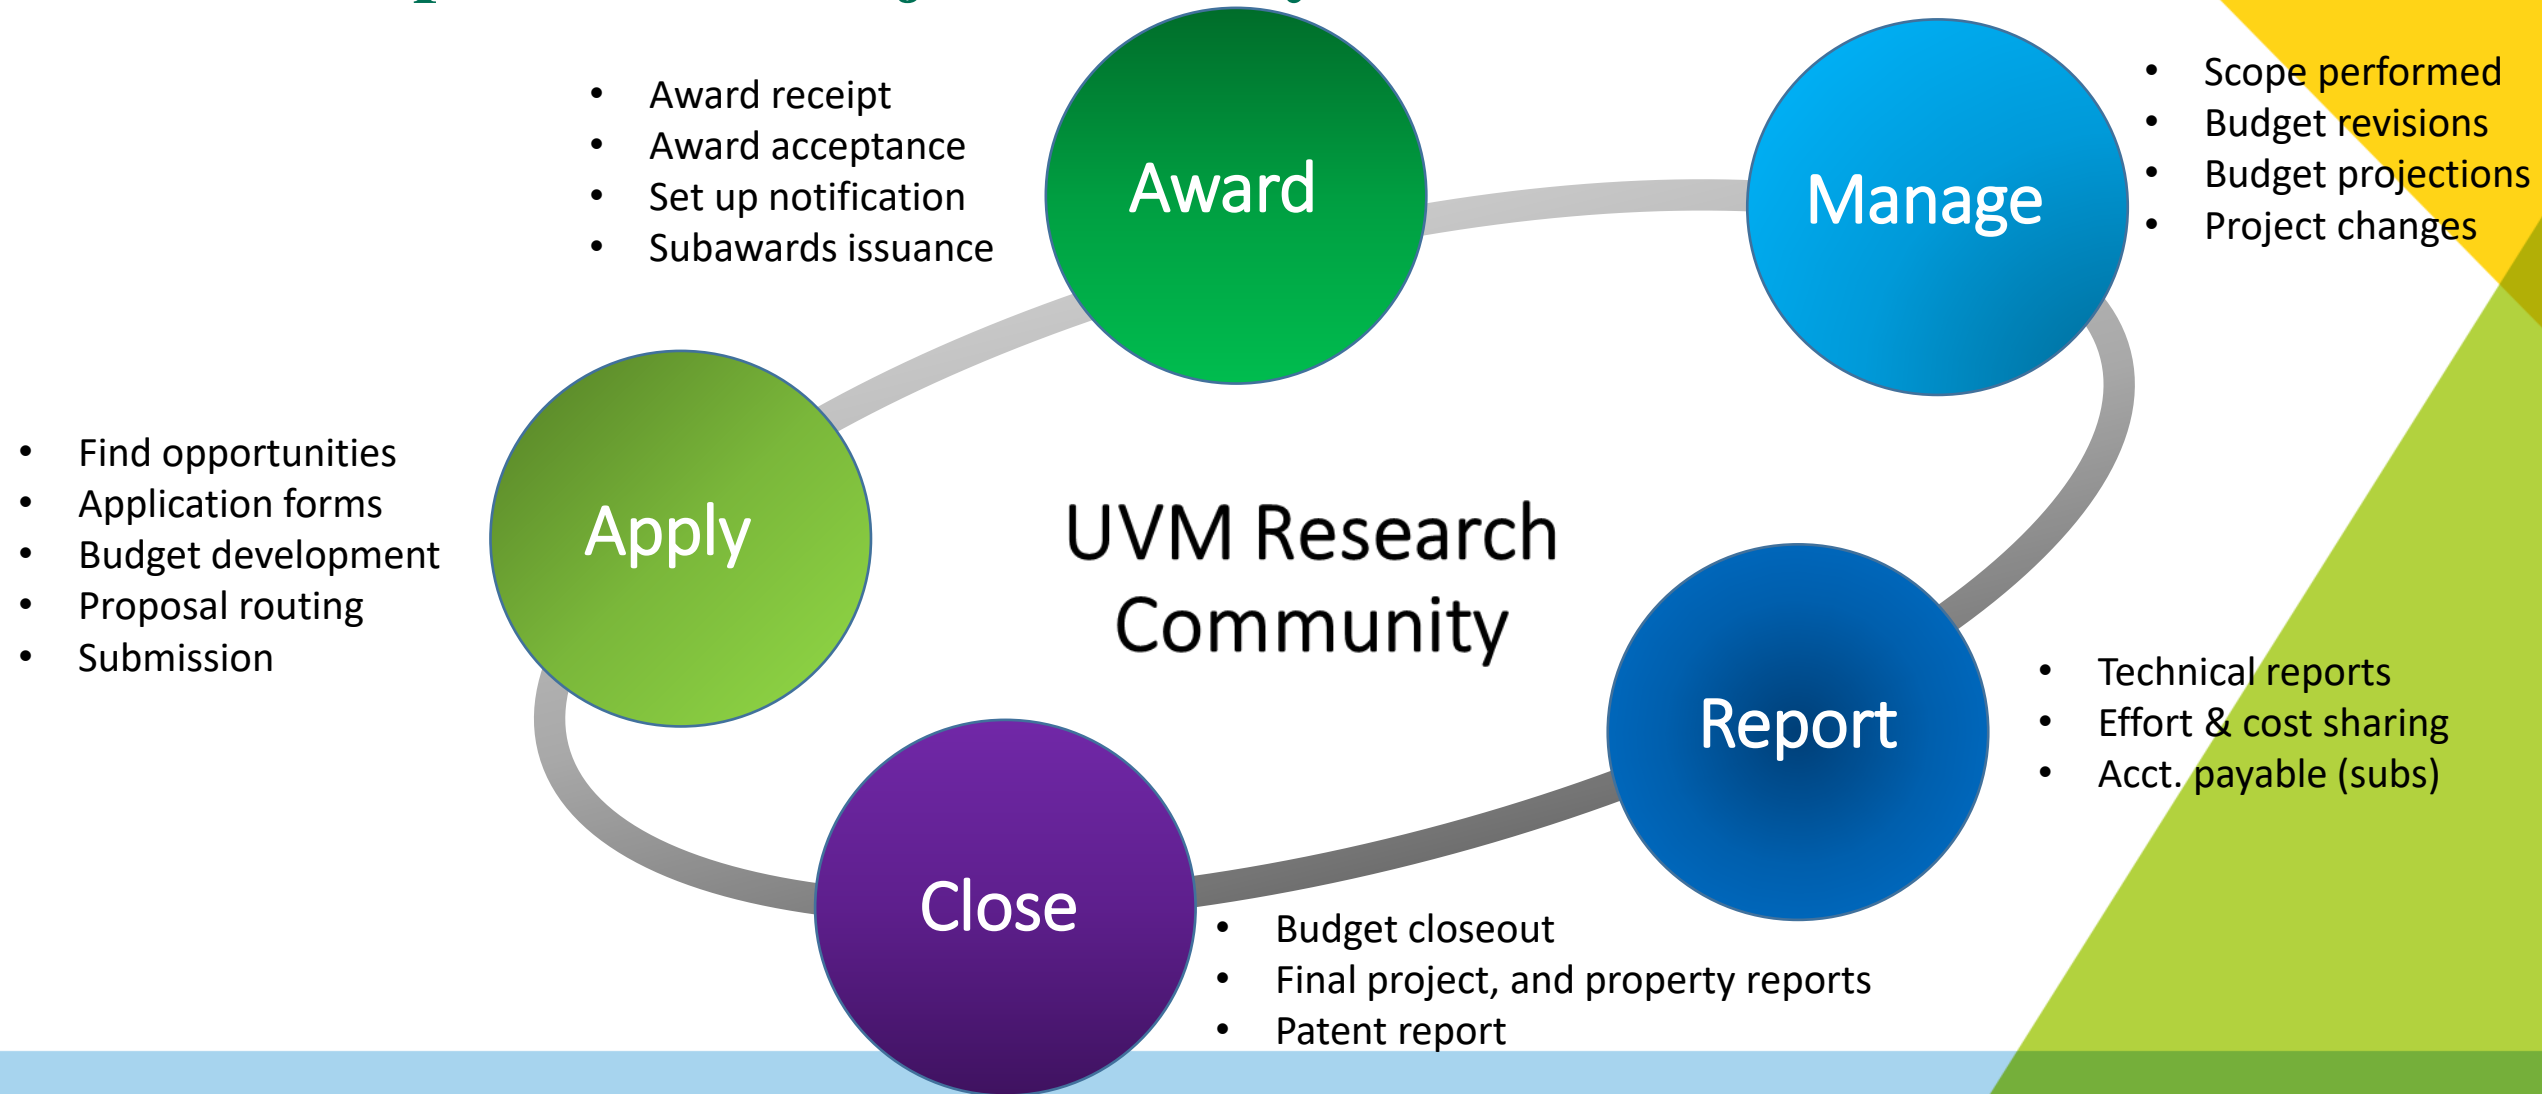 • Award receipt
• Award acceptance
• Set up notification
• Subawards issuance
Award
Manage
• Scope performed
• Budget revisions
• Budget projections
• Project changes
• Find opportunities
• Application forms
• Budget development
• Proposal routing
• Submission
Apply
UVM Research
Community
Report
• Technical reports
• Effort & cost sharing
• Acct. payable (subs)
Close
• Budget closeout
• Final project, and property reports
• Patent report